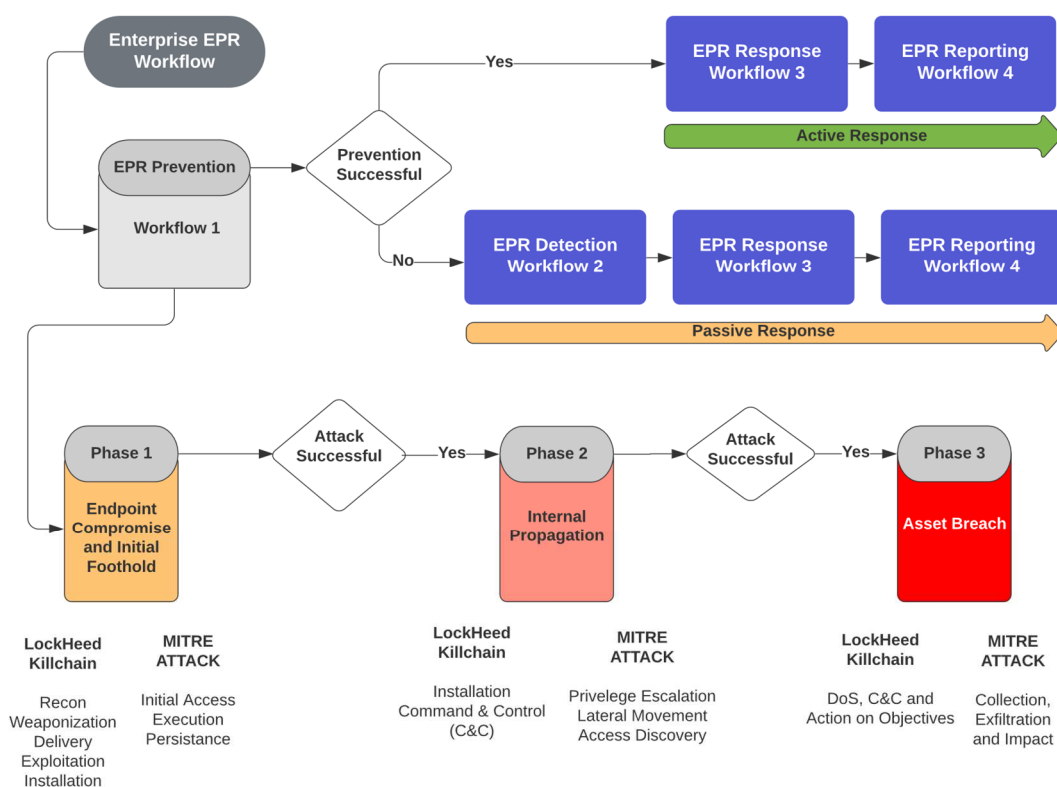 Enterprise EPR
Workflow
Yes
EPR Response
Workflow 3
EPR Reporting
Workflow 4
Active Response
EPR Prevention
Workflow 1
Prevention
Successful
No
EPR Detection
Workflow 2
EPR Response
Workflow 3
EPR Reporting
Workflow 4
Passive Response
Phase 1
Endpoint
Compromise
and Initial
Foothold
Attack
Successful
Yes
Phase 2
Internal
Propagation
Attack
Successful
Yes
Phase 3
Asset Breach
LockHeed
Killchain
Recon
Weaponization
Delivery
Exploitation
Installation
MITRE
ATTACK
Initial Access
Execution
Persistance
LockHeed
Killchain
Installation
Command & Control
(C&C)
MITRE
ATTACK
Privelege Escalation
Lateral Movement
Access Discovery
LockHeed
Killchain
DoS, C&C and
Action on Objectives
MITRE
ATTACK
Collection,
Exfiltration
and Impact